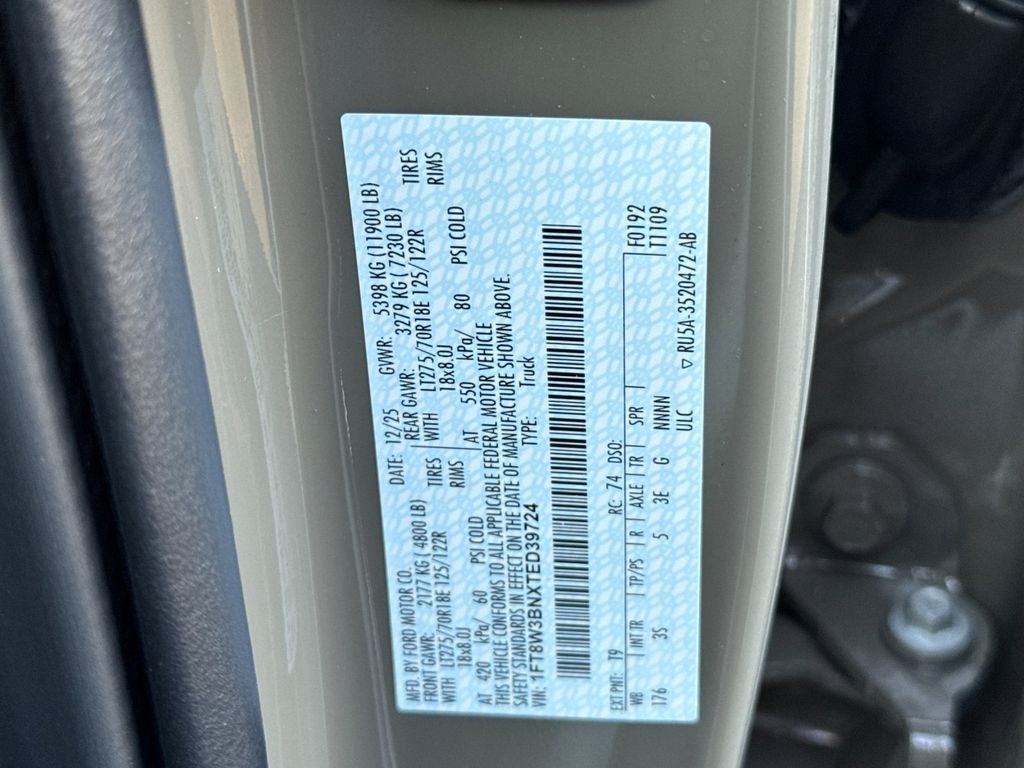 MFD. BY FORD MOTOR CO. DATE: 12/25 GVWR: 5398 KG (11900 LB)
FRONT GAWR: 2177 KG (4800 LB) REAR GAWR: 3279 KG (7230 LB)
WITH LT275/70R18E 125/122R TIRES WITH LT275/70R18E 125/122R TIRES
18x8.0J RIMS 18x8.0J RIMS
AT 420 kPa/ 60 PSI COLD AT 550 kPa/ 80 PSI COLD
THIS VEHICLE CONFORMS TO ALL APPLICABLE FEDERAL MOTOR VEHICLE
SAFETY STANDARDS IN EFFECT ON THE DATE OF MANUFACTURE SHOWN ABOVE.
VIN: 1FT8W3BNXTED39724 TYPE: Truck
EXT PNT: T9 RC: 74 DSO: F0192
WB INT TR TP/PS R AXLE TR SPR T1109
176 3S 5 3E G NNNN
ULC ▽ RU5A-3520472-AB